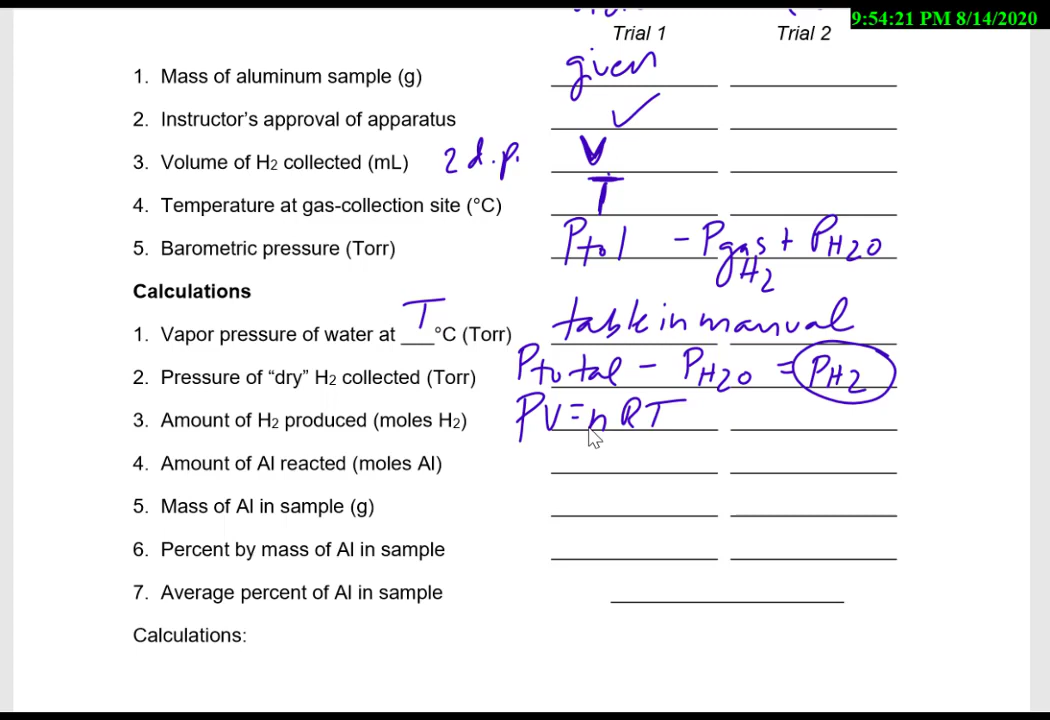 9:54:21 PM 8/14/2020
Trial 1 Trial 2
1. Mass of aluminum sample (g) given
2. Instructor's approval of apparatus ✓
3. Volume of H2 collected (mL) 2 d.p. V
4. Temperature at gas-collection site (°C) T
5. Barometric pressure (Torr) Ptol - Pgas + PH2O
H2
Calculations
1. Vapor pressure of water at T °C (Torr) table in manual
2. Pressure of “dry” H2 collected (Torr) Ptotal - PH2O = PH2
3. Amount of H2 produced (moles H2) PV = nRT
4. Amount of Al reacted (moles Al)
5. Mass of Al in sample (g)
6. Percent by mass of Al in sample
7. Average percent of Al in sample
Calculations: